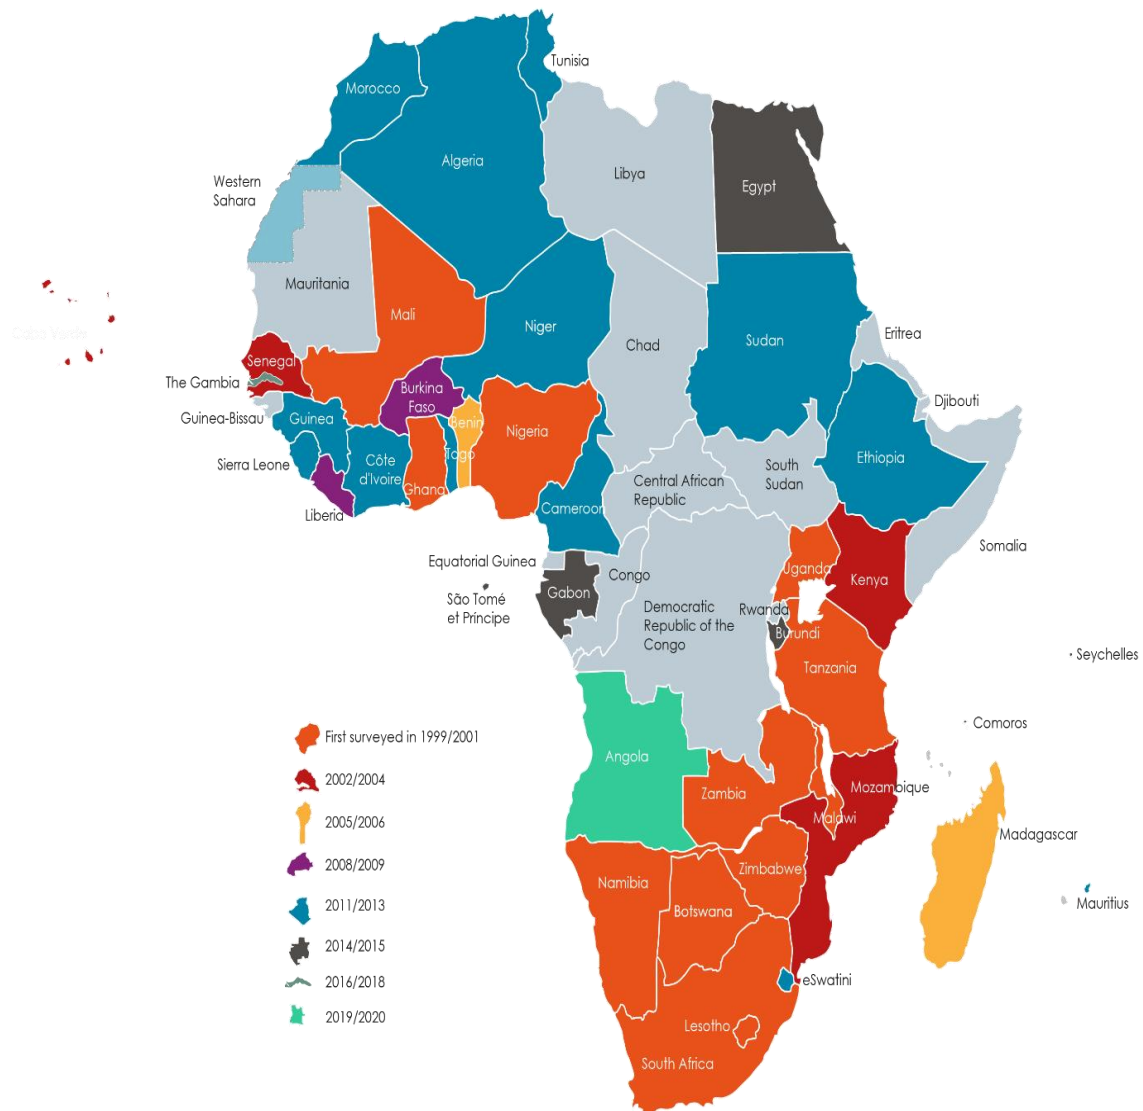 Tunisia
Morocco
Algeria
Libya
Egypt
Western
Sahara
Mauritania
Mali
Niger
Chad
Sudan
Eritrea
Cabo Verde
Senegal
The Gambia
Burkina
Faso
Djibouti
Guinea-Bissau
Guinea
Benin
Nigeria
Togo
Sierra Leone
Côte
d'Ivoire
Ghana
Ethiopia
South
Sudan
Central African
Republic
Liberia
Cameroon
Somalia
Equatorial Guinea
Congo
Uganda
Kenya
São Tomé
et Príncipe
Gabon
Rwanda
Democratic
Republic of the
Congo
Burundi
Seychelles
Tanzania
Comoros
First surveyed in 1999/2001
Angola
2002/2004
Zambia
Mozambique
Malawi
2005/2006
Madagascar
2008/2009
Zimbabwe
Namibia
2011/2013
Botswana
Mauritius
2014/2015
2016/2018
eSwatini
2019/2020
Lesotho
South Africa